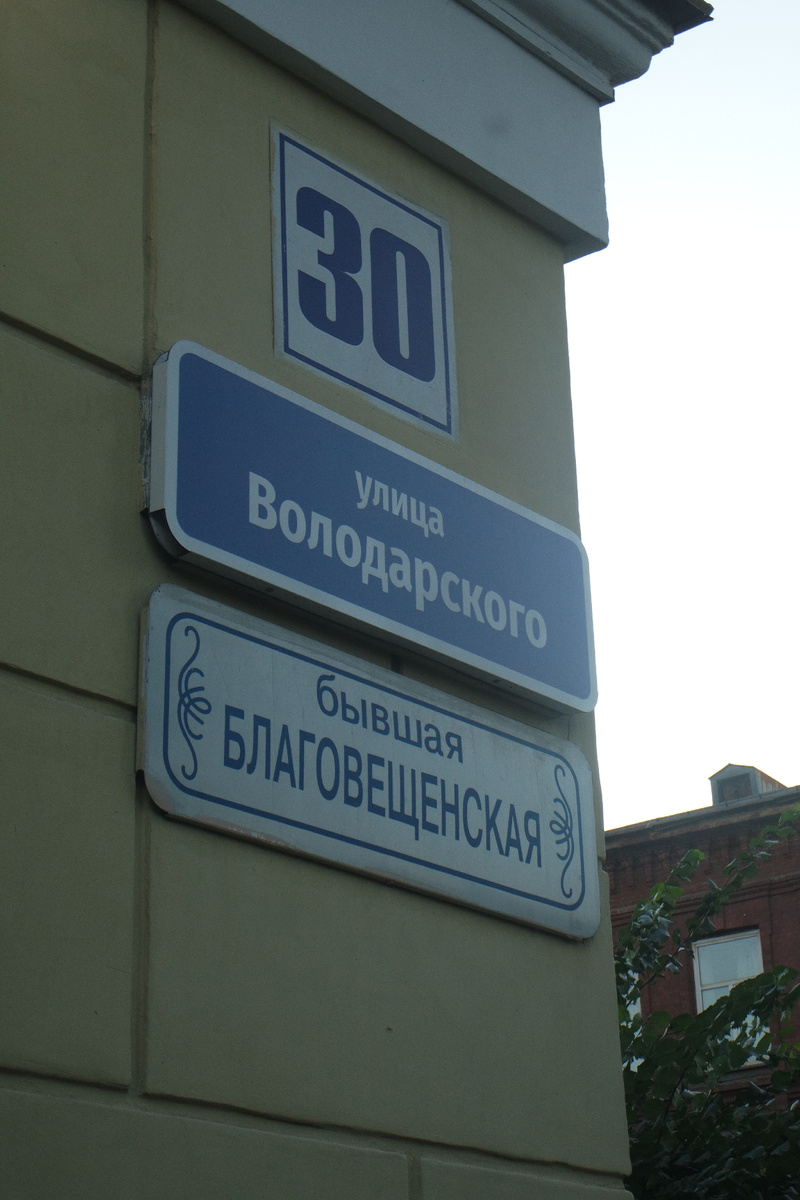 30
улица
Володарского
бывшая
БЛАГОВЕЩЕНСКАЯ